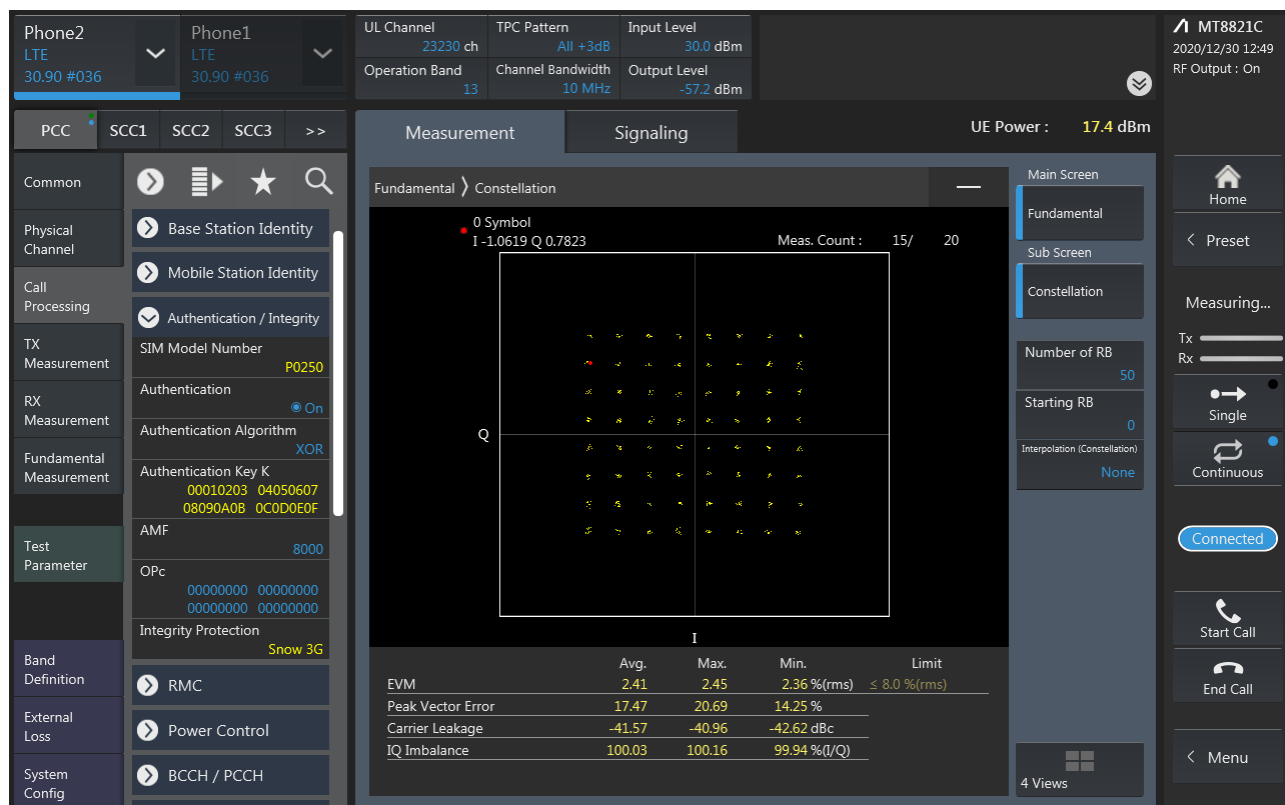 Phone2
LTE
30.90 #036
Phone1
LTE
30.90 #036
UL Channel
23230 ch
TPC Pattern
All +3dB
Input Level
30.0 dBm
Operation Band
13
Channel Bandwidth
10 MHz
Output Level
-57.2 dBm
MT8821C
2020/12/30 12:49
RF Output : On
PCC
SCC1
SCC2
SCC3
>>
Measurement
Signaling
UE Power : 17.4 dBm
Common
Physical
Channel
Call
Processing
TX
Measurement
RX
Measurement
Fundamental
Measurement
Test
Parameter
Band
Definition
External
Loss
System
Config
Base Station Identity
Mobile Station Identity
Authentication / Integrity
SIM Model Number
P0250
Authentication
On
Authentication Algorithm
XOR
Authentication Key K
00010203 04050607
08090A0B 0C0D0E0F
AMF
8000
OPc
00000000 00000000
00000000 00000000
Integrity Protection
Snow 3G
RMC
Power Control
BCCH / PCCH
Fundamental ⟩ Constellation
0 Symbol
I -1.0619 Q 0.7823
Meas. Count : 15/ 20
Q
I
Avg. Max. Min. Limit
EVM 2.41 2.45 2.36 %(rms) ≤ 8.0 %(rms)
Peak Vector Error 17.47 20.69 14.25 %
Carrier Leakage -41.57 -40.96 -42.62 dBc
IQ Imbalance 100.03 100.16 99.94 %(I/Q)
Main Screen
Fundamental
Sub Screen
Constellation
Number of RB
50
Starting RB
0
Interpolation (Constellation)
None
4 Views
Home
< Preset
Measuring...
Tx
Rx
Single
Continuous
Connected
Start Call
End Call
< Menu